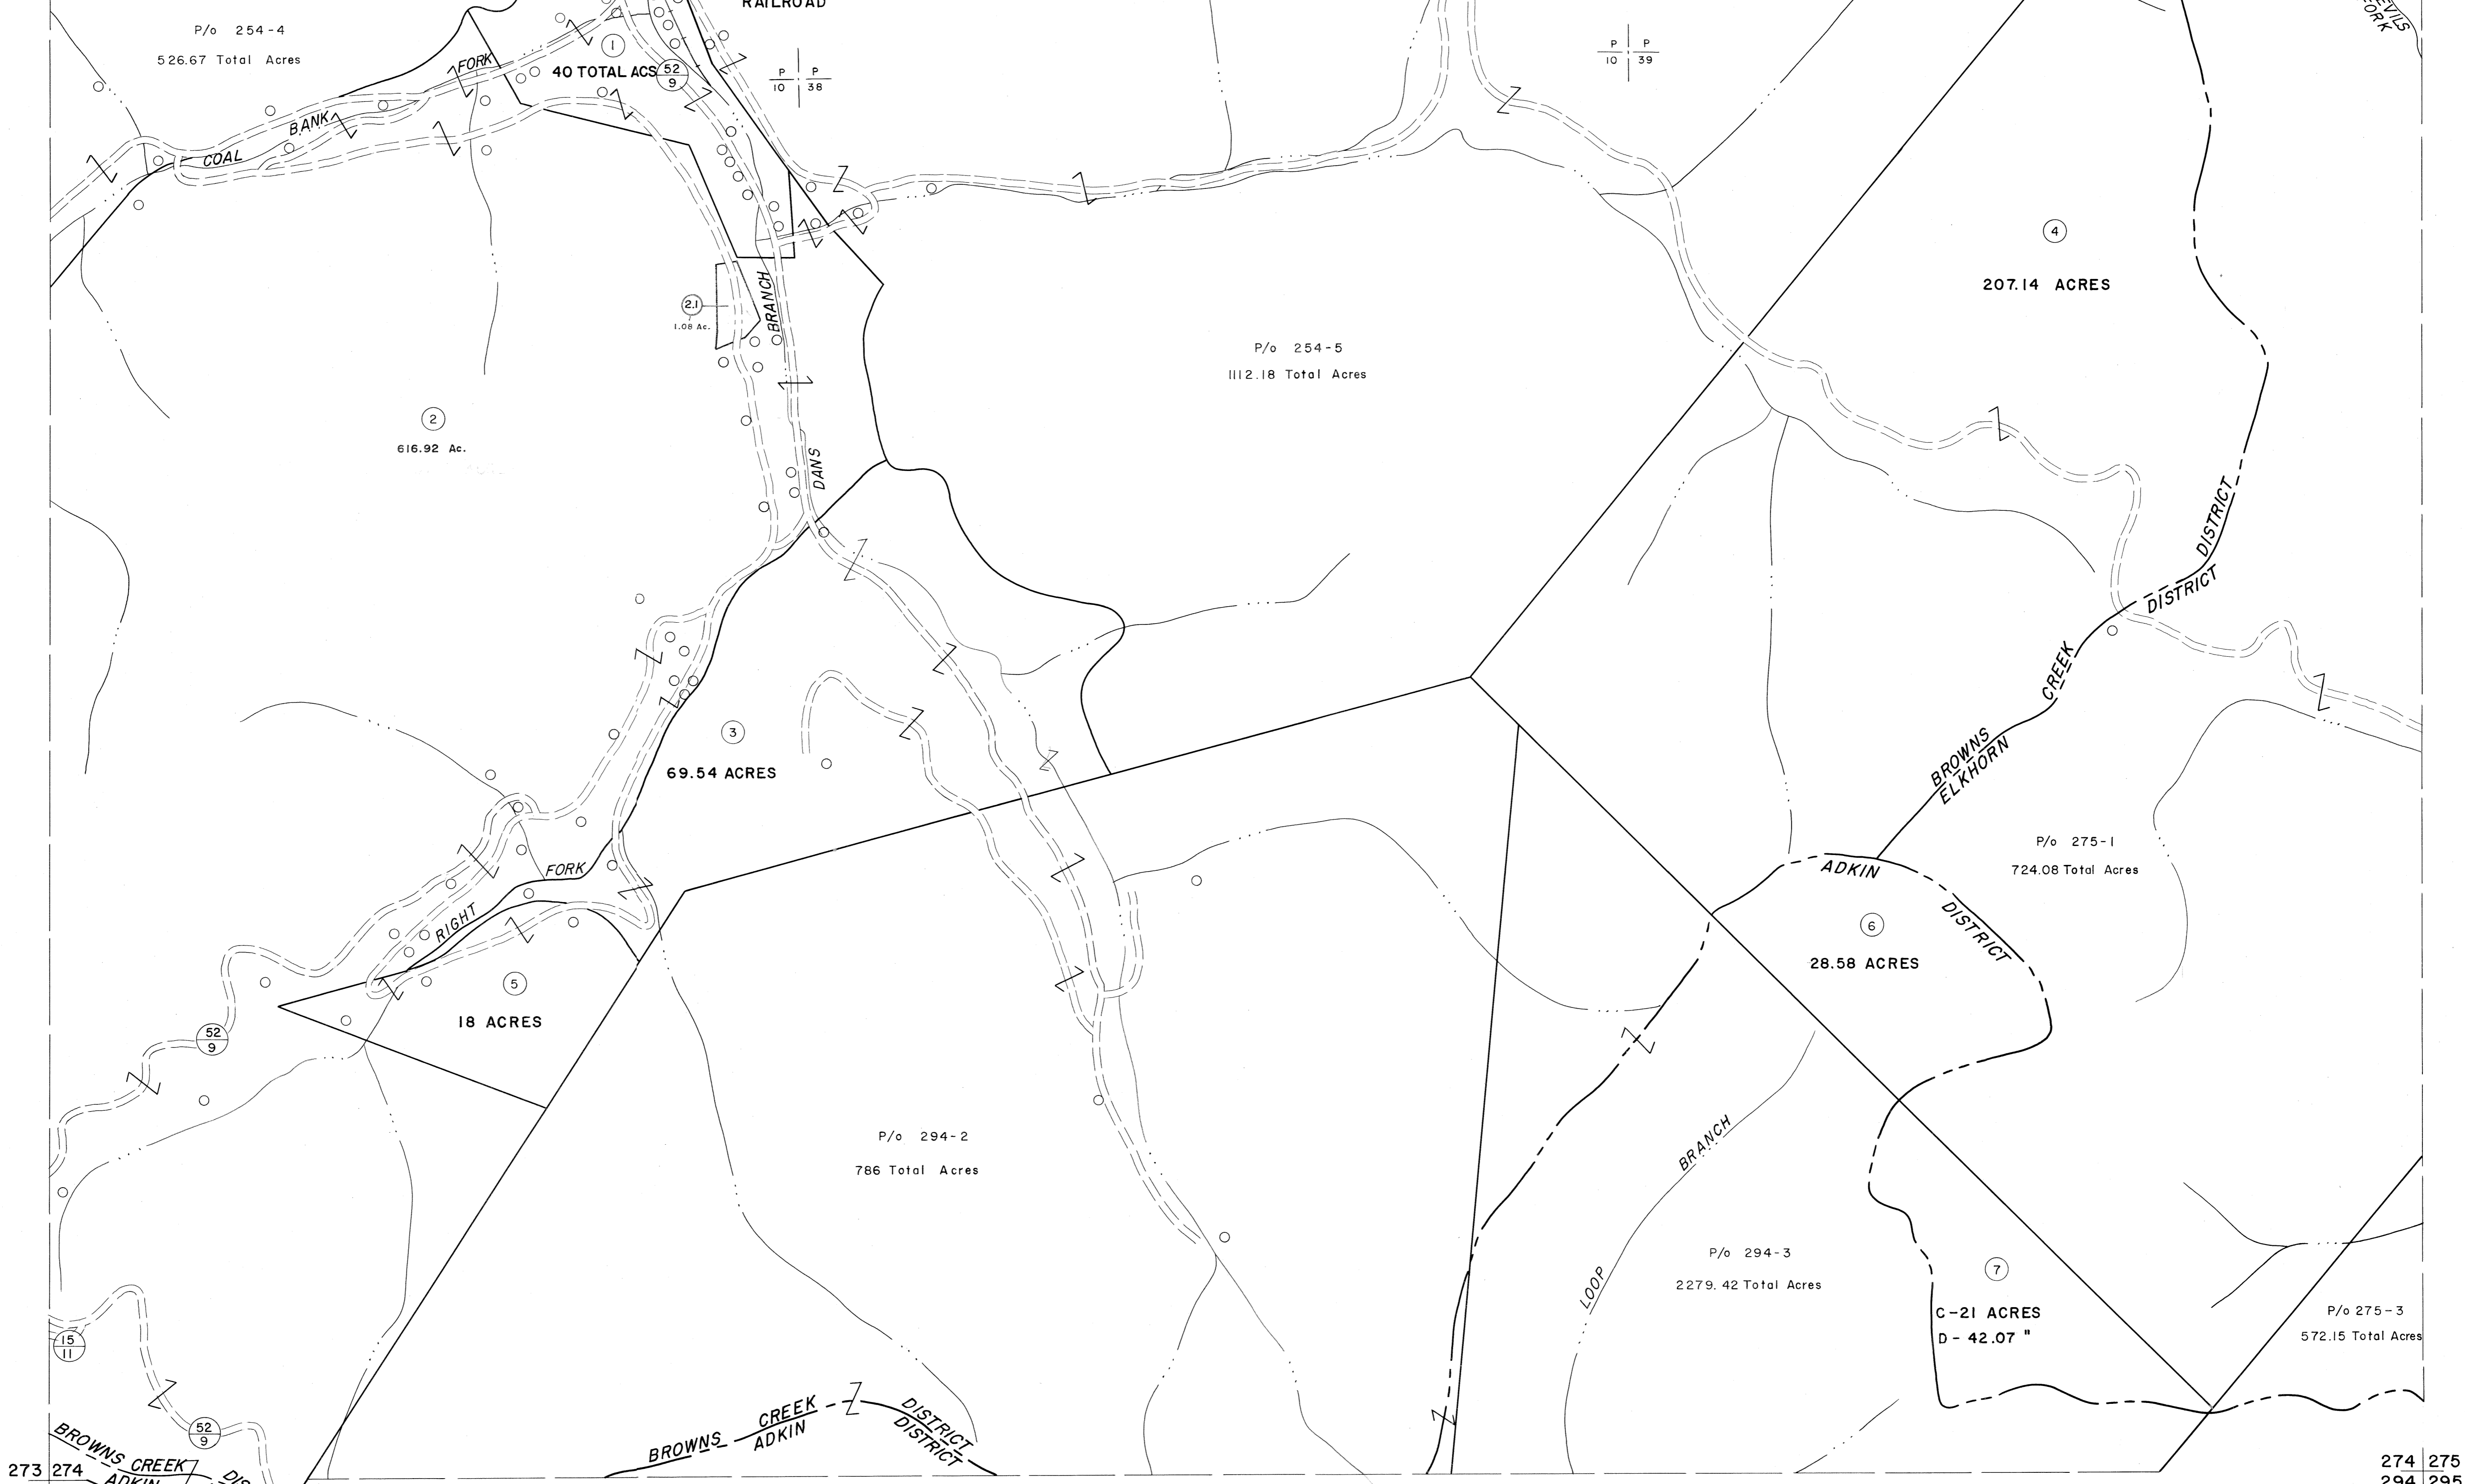 RAILROAD
P/o 254-4
526.67 Total Acres
1
40 TOTAL ACS
52
9
FORK
BANK
COAL
P P
10 38
P P
10 39
4
207.14 ACRES
2.1
1.08 Ac.
BRANCH
P/o 254-5
1112.18 Total Acres
2
616.92 Ac.
DANS
DISTRICT
DISTRICT
CREEK
BROWNS
ELKHORN
3
69.54 ACRES
P/o 275-1
724.08 Total Acres
ADKIN
DISTRICT
FORK
RIGHT
6
28.58 ACRES
5
18 ACRES
52
9
P/o 294-2
786 Total Acres
BRANCH
LOOP
P/o 294-3
2279.42 Total Acres
7
C-21 ACRES
D- 42.07 "
P/o 275-3
572.15 Total Acres
15
11
52
9
BROWNS CREEK
ADKIN
BROWNS CREEK DISTRICT
ADKIN DISTRICT
273 274
274 275
294 295